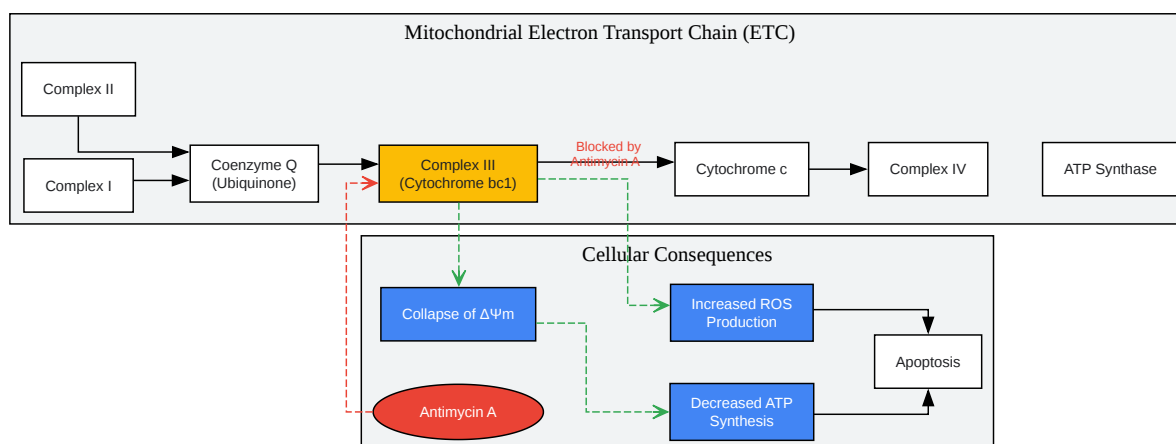 Mitochondrial Electron Transport Chain (ETC)
Complex II
Complex I
Coenzyme Q
(Ubiquinone)
Complex III
(Cytochrome bc1)
Blocked by
Antimycin A
Cytochrome c
Complex IV
ATP Synthase
Cellular Consequences
Collapse of ΔΨm
Increased ROS
Production
Apoptosis
Antimycin A
Decreased ATP
Synthesis